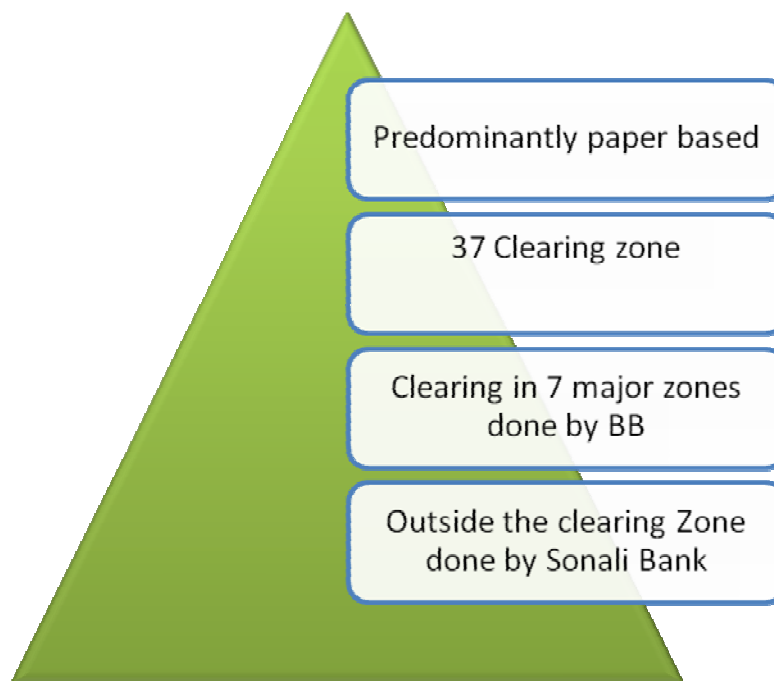 Predominantly paper based
37 Clearing zone
Clearing in 7 major zones
done by BB
Outside the clearing Zone
done by Sonali Bank